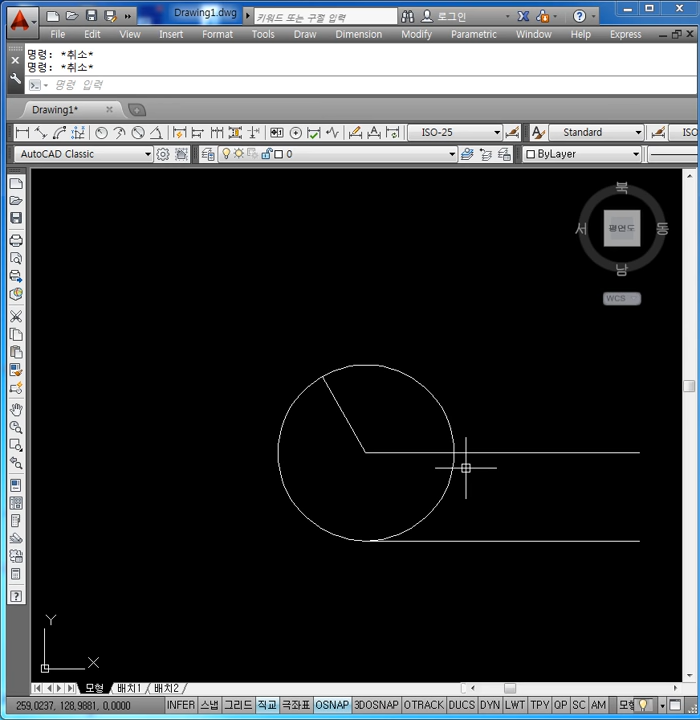 Drawing1.dwg
키워드 또는 구절 입력
로그인
File Edit View Insert Format Tools Draw Dimension Modify Parametric Window Help Express
명령: *취소*
명령: *취소*
명령 입력
Drawing1*
ISO-25
Standard
AutoCAD Classic
0
ByLayer
북
서
평면도
동
남
WCS
Y
X
모형 배치1 배치2
259,0237, 128,9881, 0,0000 INFER 스냅 그리드 직교 극좌표 OSNAP 3DOSNAP OTRACK DUCS DYN LWT TPY QP SC AM